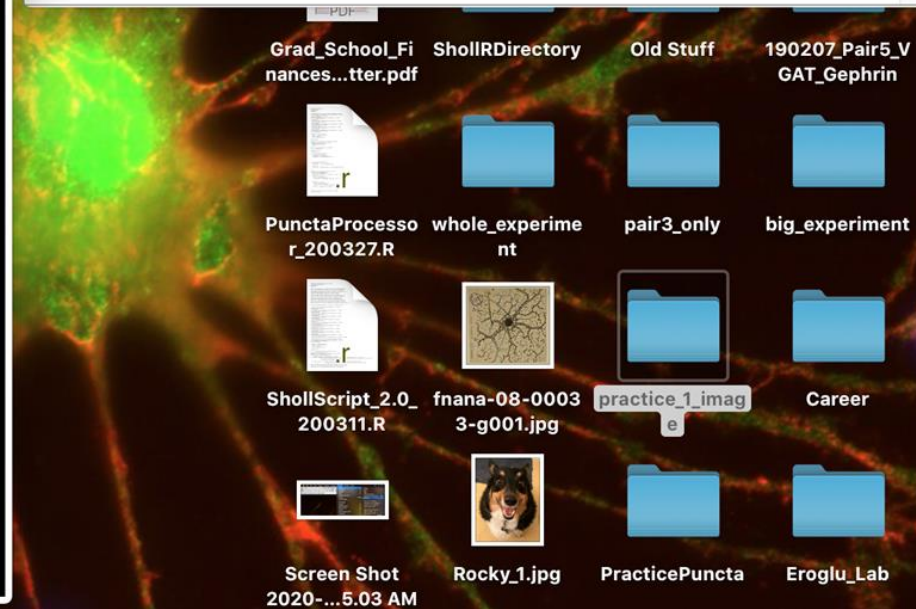 PDF
Grad_School_Fi
nances...tter.pdf
ShollRDirectory
Old Stuff
190207_Pair5_V
GAT_Gephrin
.r
PunctaProcesso
r_200327.R
whole_experime
nt
pair3_only
big_experiment
.r
ShollScript_2.0_
200311.R
fnana-08-0003
3-g001.jpg
practice_1_imag
e
Career
Screen Shot
2020-...5.03 AM
Rocky_1.jpg
PracticePuncta
Eroglu_Lab